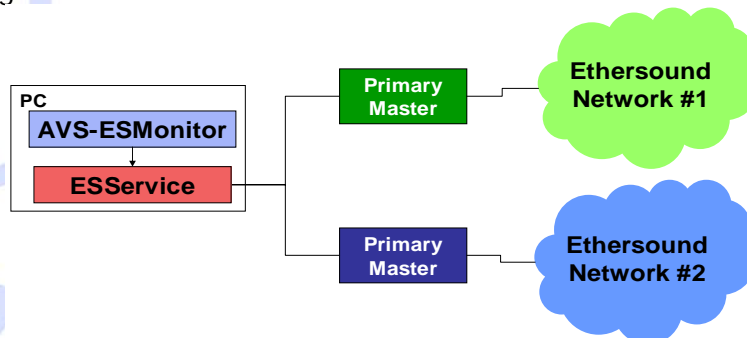 PC
AVS-ESMonitor
ESService
Primary
Master
Ethersound
Network #1
Primary
Master
Ethersound
Network #2